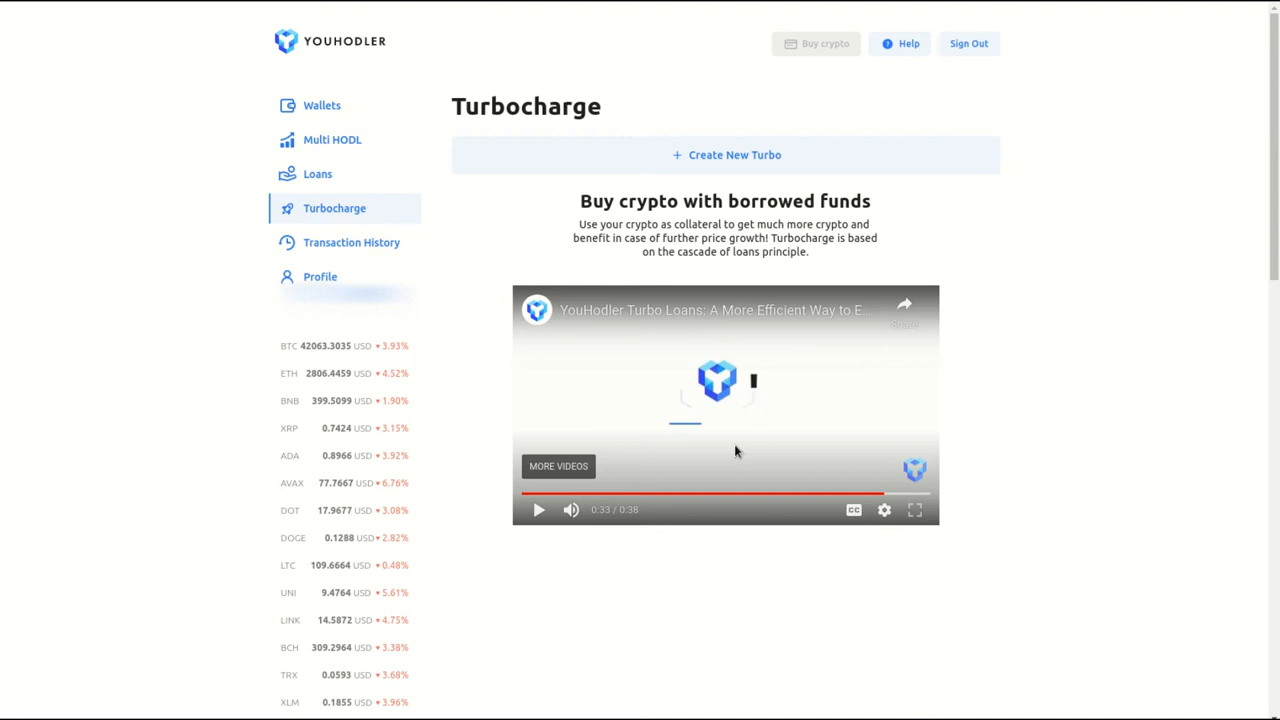 YOUHODLER
Buy crypto
Help
Sign Out
Wallets
Multi HODL
Loans
Turbocharge
Transaction History
Profile
BTC 42063.3035 USD ▾3.93%
ETH 2806.4459 USD ▾4.52%
BNB 399.5099 USD ▾1.90%
XRP 0.7424 USD ▾3.15%
ADA 0.8966 USD ▾3.92%
AVAX 77.7667 USD ▾6.76%
DOT 17.9677 USD ▾3.08%
DOGE 0.1288 USD ▾2.82%
LTC 109.6664 USD ▾0.48%
UNI 9.4764 USD ▾5.61%
LINK 14.5872 USD ▾4.75%
BCH 309.2964 USD ▾3.38%
TRX 0.0593 USD ▾3.68%
XLM 0.1855 USD ▾3.96%
Turbocharge
+ Create New Turbo
Buy crypto with borrowed funds
Use your crypto as collateral to get much more crypto and
benefit in case of further price growth! Turbocharge is based
on the cascade of loans principle.
YouHodler Turbo Loans: A More Efficient Way to E...
Share
MORE VIDEOS
0:33 / 0:38
CC